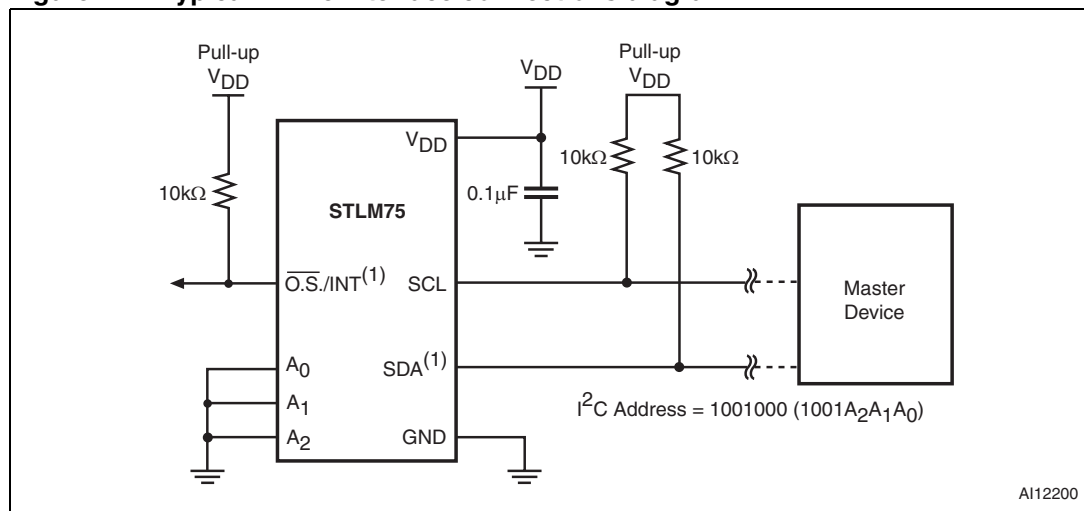 Pull-up
VDD
10kΩ
VDD
Pull-up
VDD
10kΩ
10kΩ
0.1μF
VDD
STLM75
O.S./INT(1)
SCL
A0
A1
A2
SDA(1)
GND
Master
Device
I2C Address = 1001000 (1001A2A1A0)
AI12200